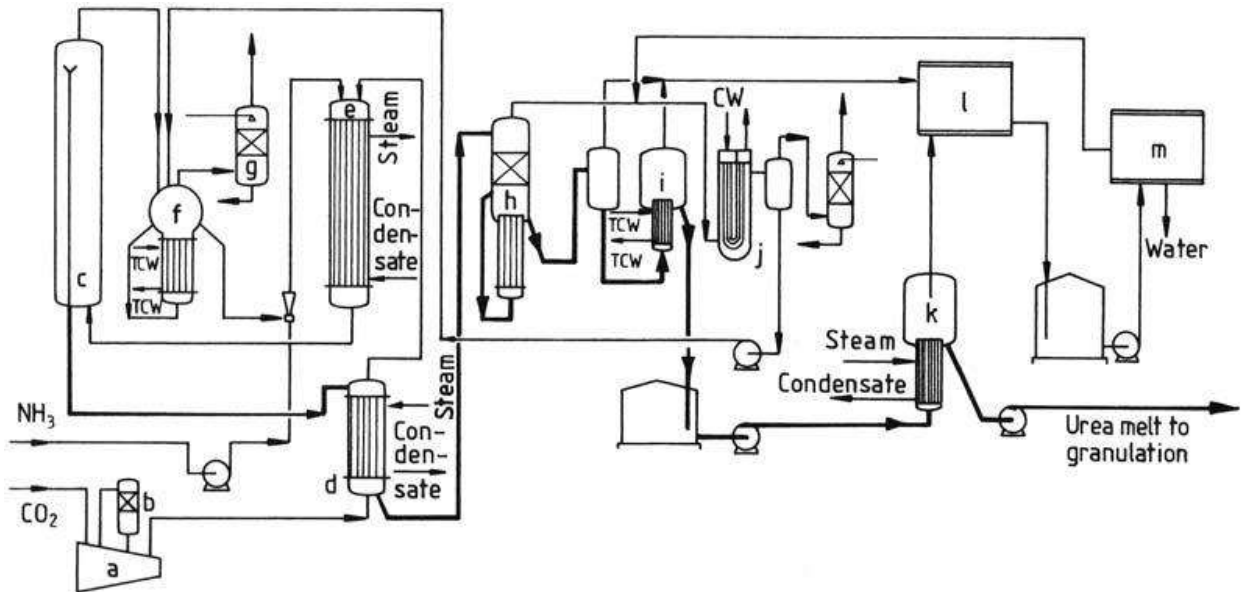 e
Steam
CW
l
m
g
h
i
f
TCW
TCW
Con-
den-
sate
TCW
TCW
j
Water
c
k
Steam
Condensate
NH3
Steam
Con-
den-
sate
d
Urea melt to
granulation
CO2
b
a